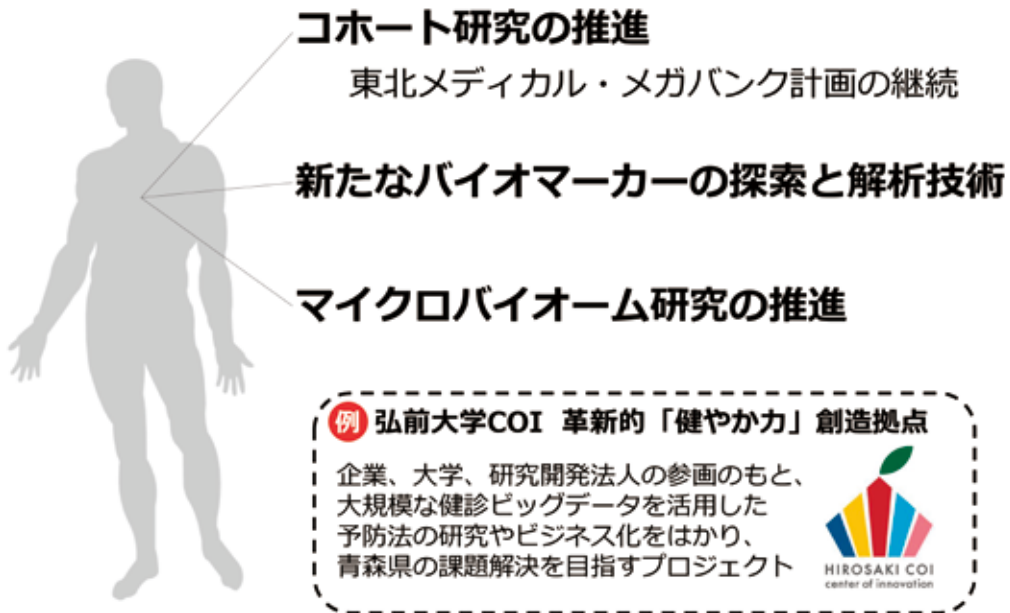 コホート研究の推進
東北メディカル・メガバンク計画の継続
新たなバイオマーカーの探索と解析技術
マイクロバイオーム研究の推進
例 弘前大学COI 革新的「健やか力」創造拠点
企業、大学、研究開発法人の参画のもと、
大規模な健診ビッグデータを活用した
予防法の研究やビジネス化をはかり、
青森県の課題解決を目指すプロジェクト
HIROSAKI COI
center of innovation